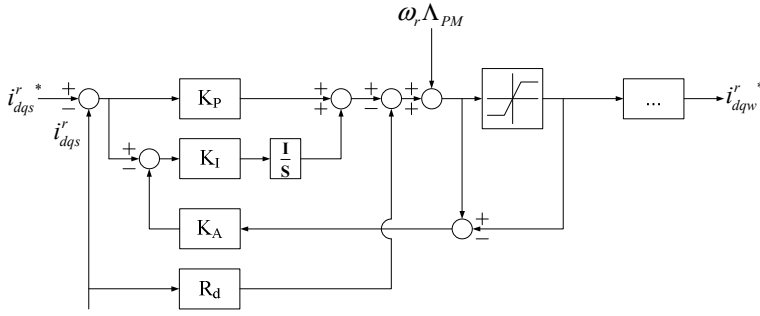 ω_r Λ_PM
i^r_dqs * + − K_P + + + − + + ... i^r_dqw *
i^r_dqs
+ − K_I I/S
K_A + −
R_d